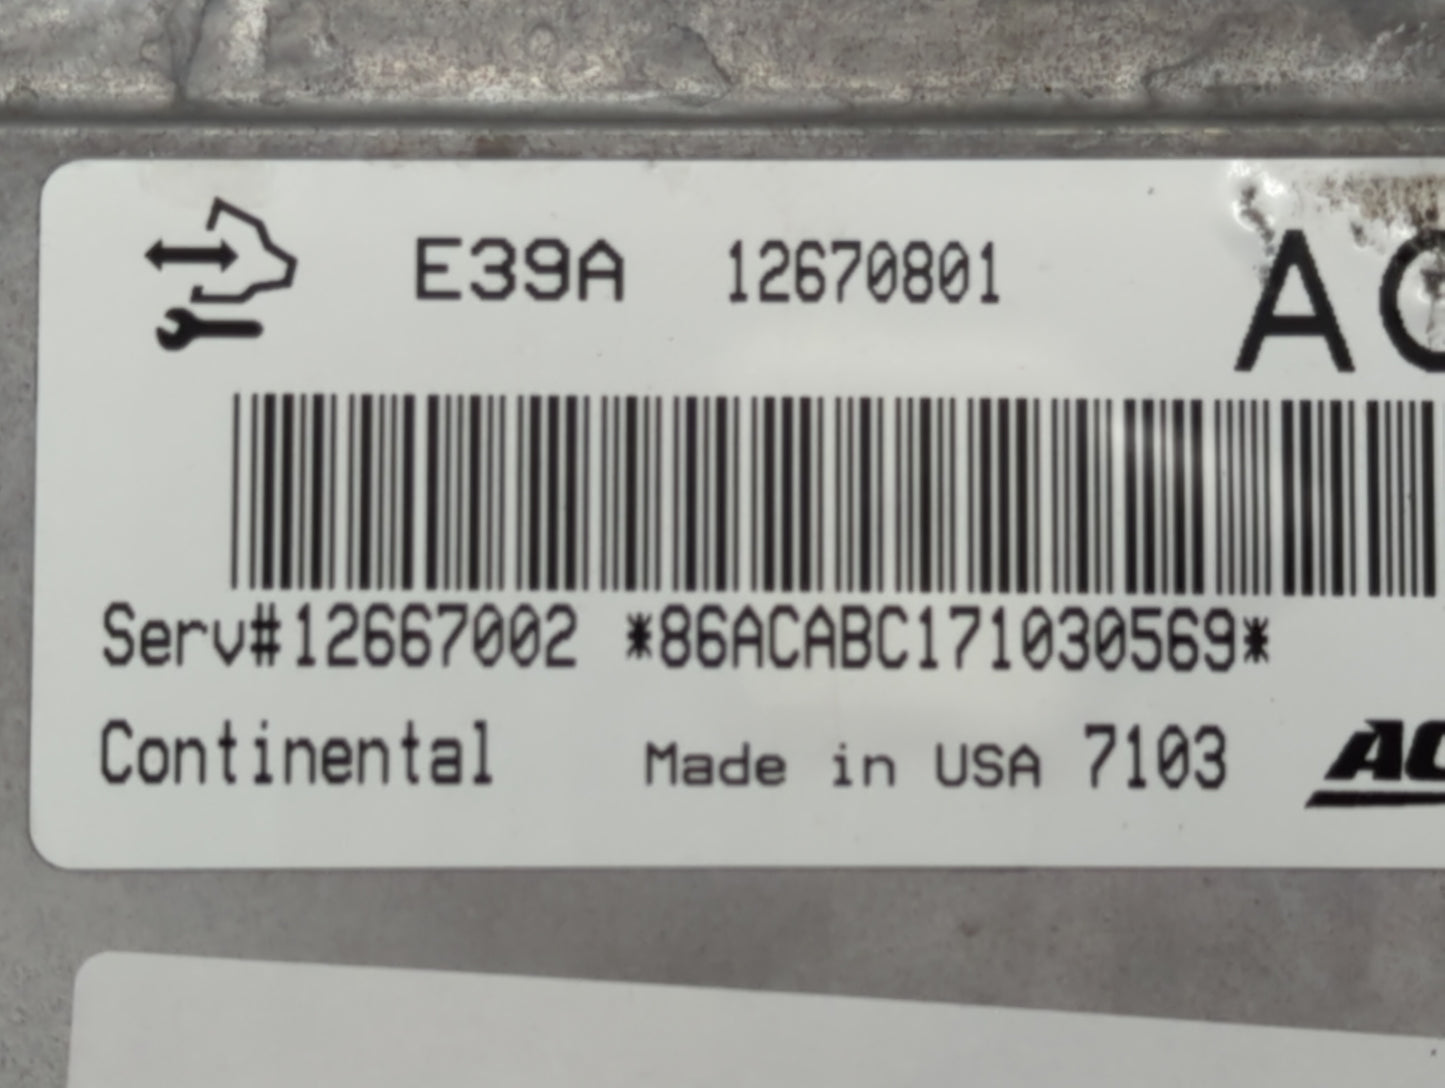 E39A 12670801
Serv#12667002 *86ACABC171030569*
Continental Made in USA 7103